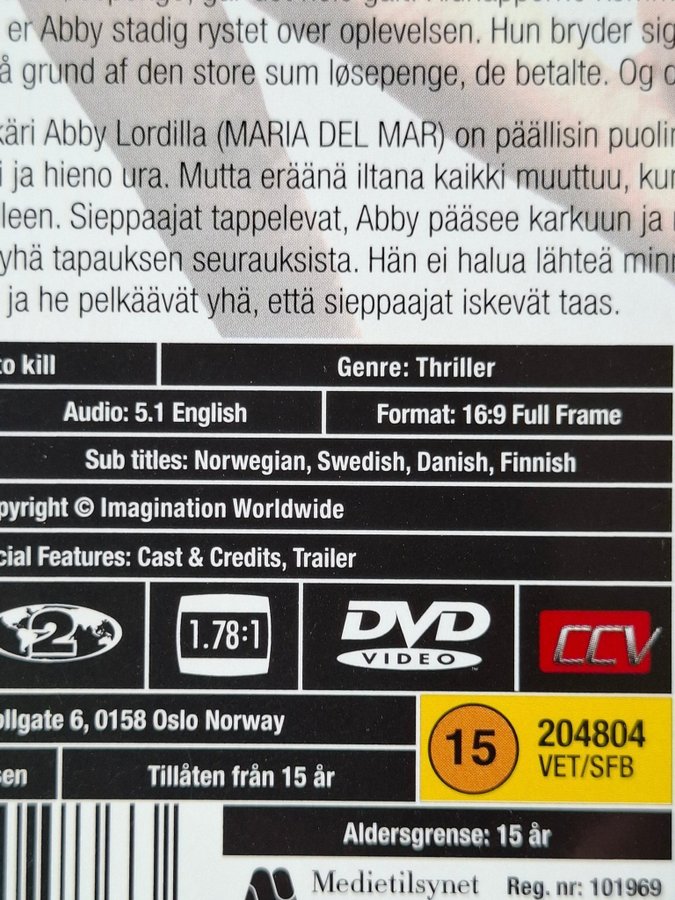 er Abby stadig rystet over oplevelsen. Hun bryder sig
grund af den store sum løsepenge, de betalte. Og
Abby Lordilla (MARIA DEL MAR) on päällisin
ja hieno ura. Mutta eräänä iltana kaikki muuttuu,
Sieppaajat tappelevat, Abby pääsee karkuun ja
yhä tapauksen seurauksista. Hän ei halua lähteä
ja he pelkäävät yhä, että sieppaajat iskevät taas.
to kill
Genre: Thriller
Audio: 5.1 English
Format: 16:9 Full Frame
Sub titles: Norwegian, Swedish, Danish, Finnish
pyright © Imagination Worldwide
cial Features: Cast & Credits, Trailer
2
1.78:1
DVD
VIDEO
CCV
ollgate 6, 0158 Oslo Norway
15
204804
VET/SFB
sen
Tillåten från 15 år
Aldersgrense: 15 år
Medietilsynet Reg. nr: 101969